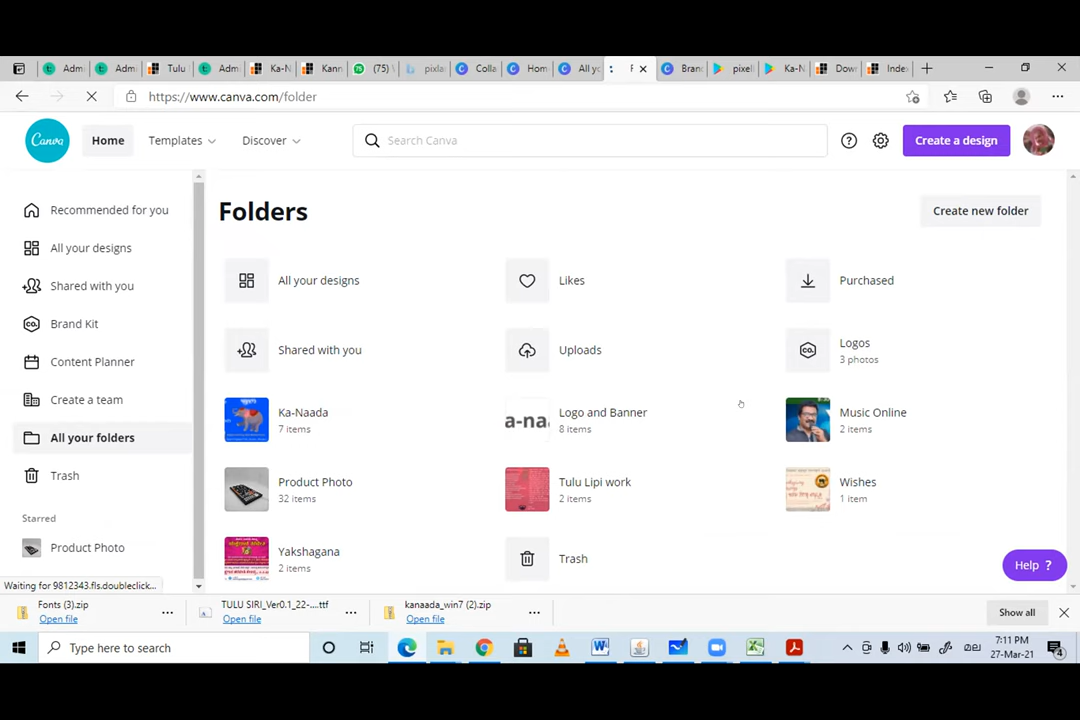 Adm
Adm
Tulu
Adm
Ka-N
Kann
(75)
pixla
Colla
Hom
All yo
F
Bran
pixell
Ka-N
Dow
Index
https://www.canva.com/folder
Canva
Home
Templates
Discover
Search Canva
Create a design
Recommended for you
All your designs
Shared with you
Brand Kit
Content Planner
Create a team
All your folders
Trash
Starred
Product Photo
Folders
Create new folder
All your designs
Likes
Purchased
Shared with you
Uploads
Logos
3 photos
Ka-Naada
7 items
a-naa
Logo and Banner
8 items
Music Online
2 items
Product Photo
32 items
Tulu Lipi work
2 items
Wishes
1 item
Yakshagana
2 items
Trash
Help ?
Waiting for 9812343.fls.doubleclick...
Fonts (3).zip
Open file
TULU SIRI_Ver0.1_22-....ttf
Open file
kanaada_win7 (2).zip
Open file
Show all
Type here to search
മല
7:11 PM
27-Mar-21
4